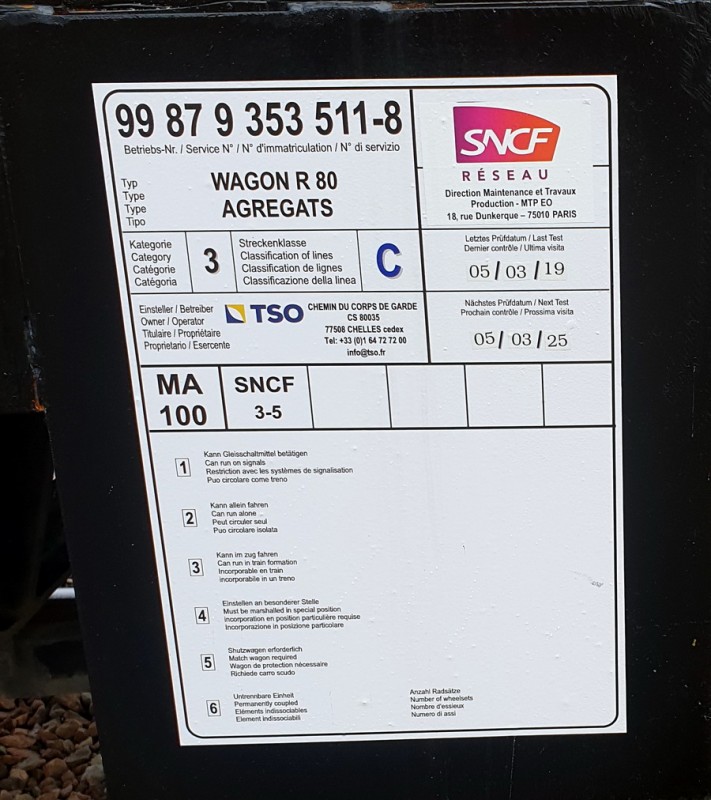 99 87 9 353 511-8
Betriebs-Nr. / Service N° / N° d'immatriculation / N° di servizio
Typ
Type
Type
Tipo
WAGON R 80
AGREGATS
SNCF
RÉSEAU
Direction Maintenance et Travaux
Production - MTP EO
18, rue Dunkerque – 75010 PARIS
Kategorie
Category
Catégorie
Catégoria
3
Streckenklasse
Classification of lines
Classification de lignes
Classificazione della linea
C
Letztes Prüfdatum / Last Test
Dernier contrôle / Ultima visita
05 / 03 / 19
Einsteller / Betreiber
Owner / Operator
Titulaire / Propriétaire
Proprietario / Esercente
TSO
CHEMIN DU CORPS DE GARDE
CS 80035
77508 CHELLES cedex
Tel: +33 (0)1 64 72 72 00
info@tso.fr
Nächstes Prüfdatum / Next Test
Prochain contrôle / Prossima visita
05 / 03 / 25
MA
100
SNCF
3-5
1
Kann Gleisschaltmittel betätigen
Can run on signals
Restriction avec les systèmes de signalisation
Puo circolare come treno
2
Kann allein fahren
Can run alone
Peut circuler seul
Puo circolare isolata
3
Kann im zug fahren
Can run in train formation
Incorporable en train
incorporabile in un treno
4
Einstellen an besonderer Stelle
Must be marshalled in special position
incorporation en position particulière requise
Incorporazione in posizione particolare
5
Shutzwagen erforderlich
Match wagon required
Wagon de protection nécessaire
Richiede carro scudo
6
Untrennbare Einheit
Permanently coupled
Eléments indissociables
Element indissociabili
Anzahl Radsätze
Number of wheelsets
Nombre d'essieux
Numero di assi